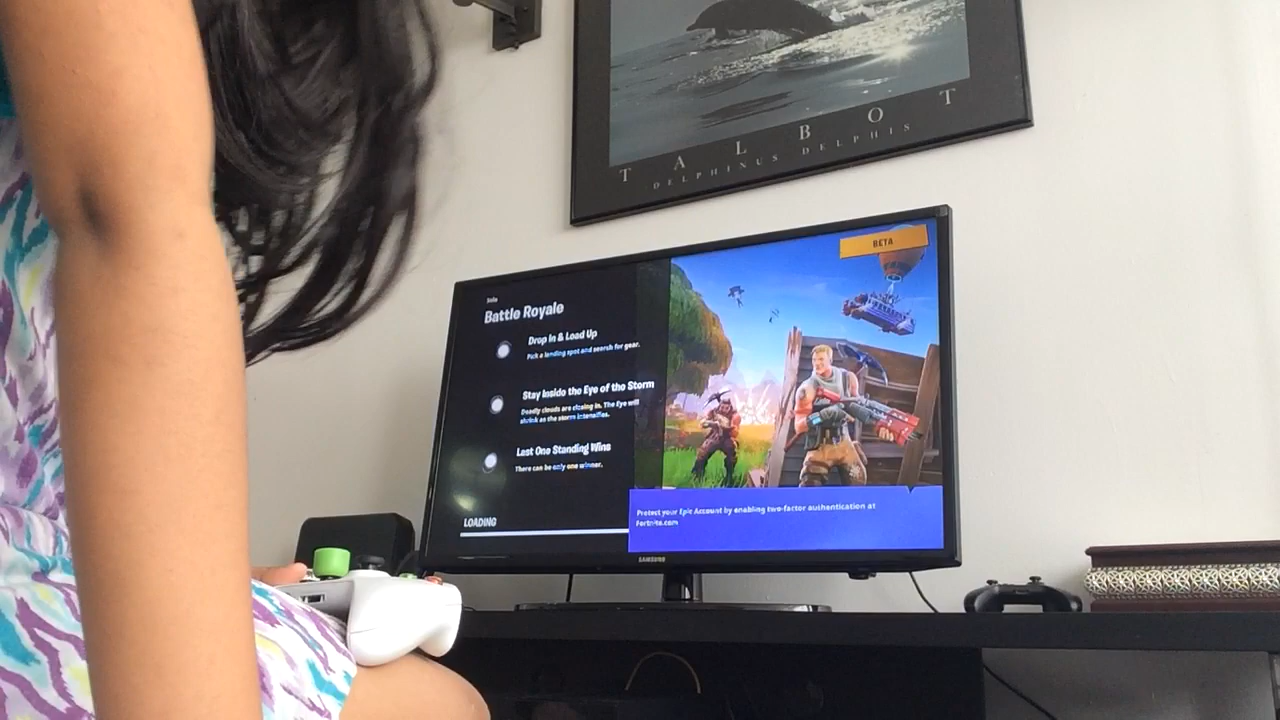 TALBOT
DELPHINUS DELPHIS
BETA
Solo
Battle Royale
Drop In & Load Up
Pick a landing spot and search for gear.
Stay Inside the Eye of the Storm
Deadly clouds are closing in. The Eye will
shrink as the storm intensifies.
Last One Standing Wins
There can be only one winner.
LOADING
Protect your Epic Account by enabling two-factor authentication at
Fortnite.com
SAMSUNG